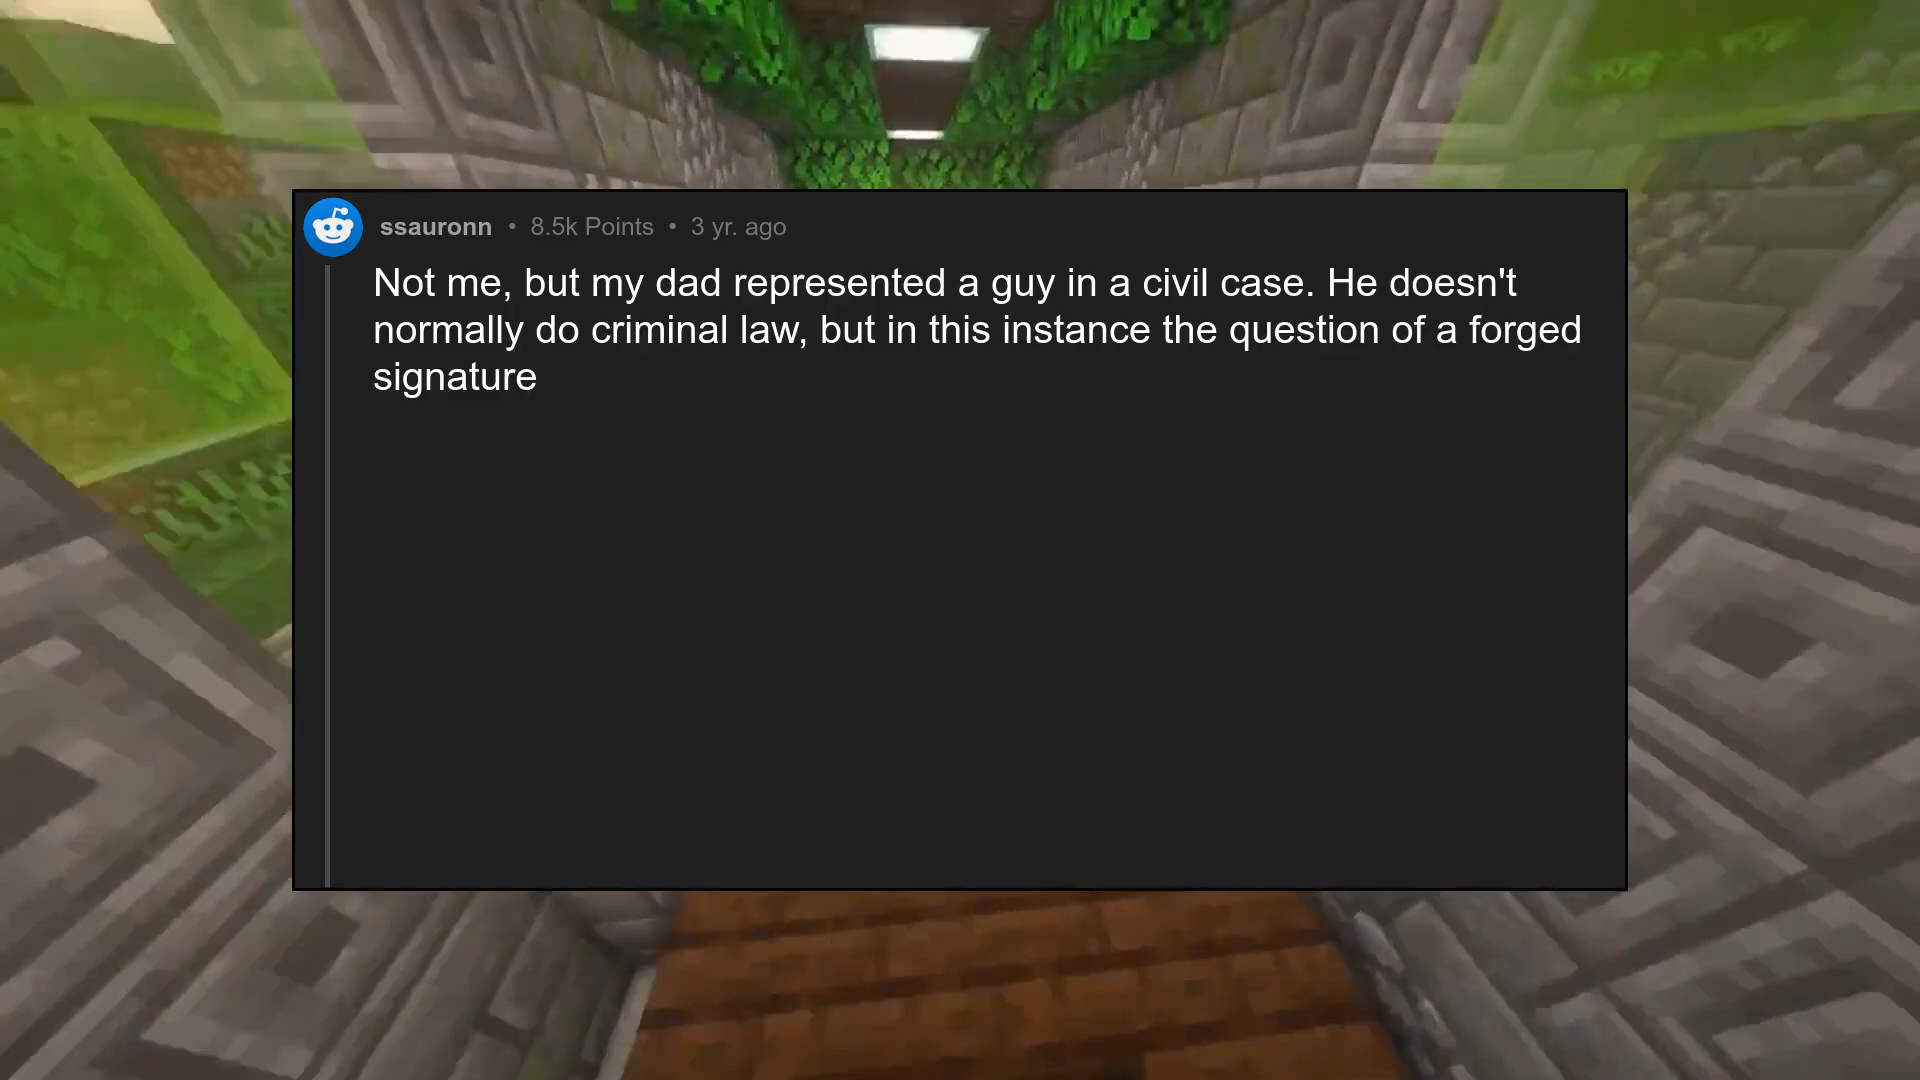 ssauronn • 8.5k Points • 3 yr. ago
Not me, but my dad represented a guy in a civil case. He doesn't
normally do criminal law, but in this instance the question of a forged
signature